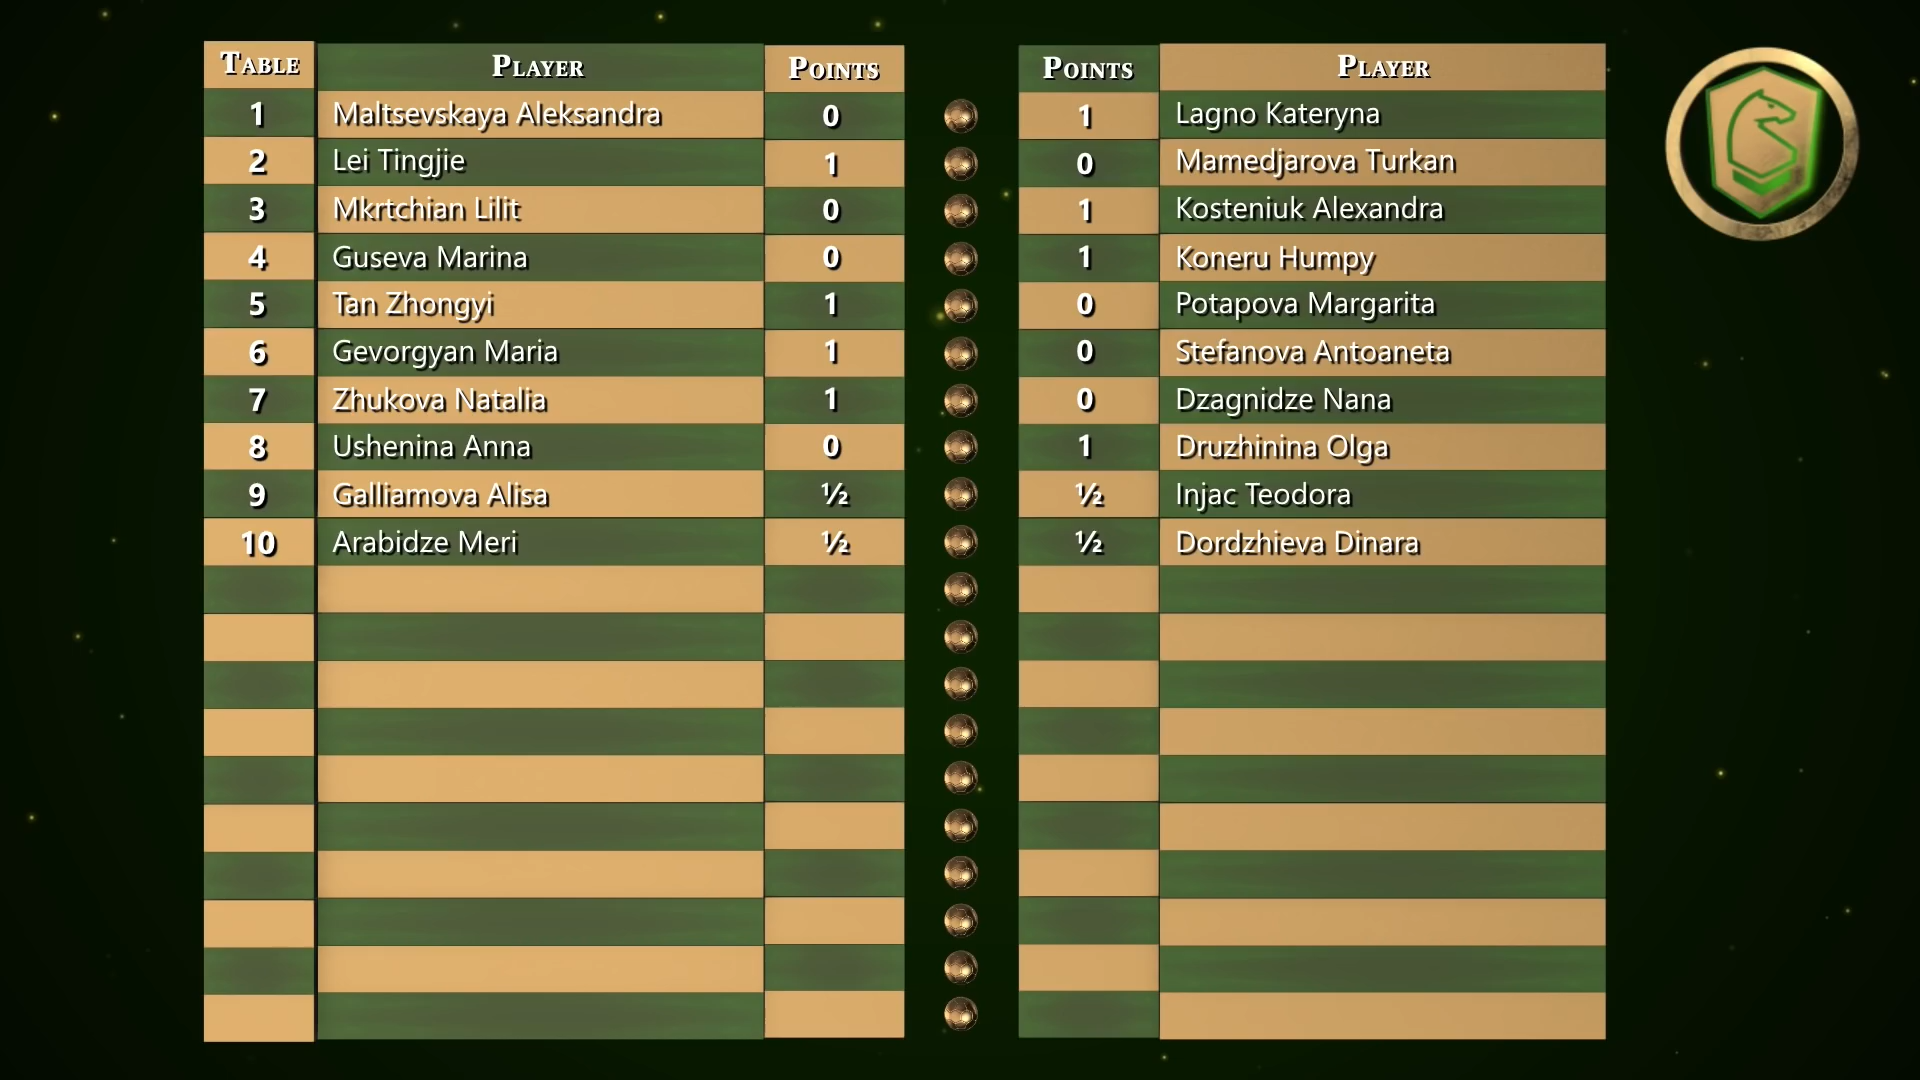 Table Player Points Points Player
1 Maltsevskaya Aleksandra 0 1 Lagno Kateryna
2 Lei Tingjie 1 0 Mamedjarova Turkan
3 Mkrtchian Lilit 0 1 Kosteniuk Alexandra
4 Guseva Marina 0 1 Koneru Humpy
5 Tan Zhongyi 1 0 Potapova Margarita
6 Gevorgyan Maria 1 0 Stefanova Antoaneta
7 Zhukova Natalia 1 0 Dzagnidze Nana
8 Ushenina Anna 0 1 Druzhinina Olga
9 Galliamova Alisa ½ ½ Injac Teodora
10 Arabidze Meri ½ ½ Dordzhieva Dinara